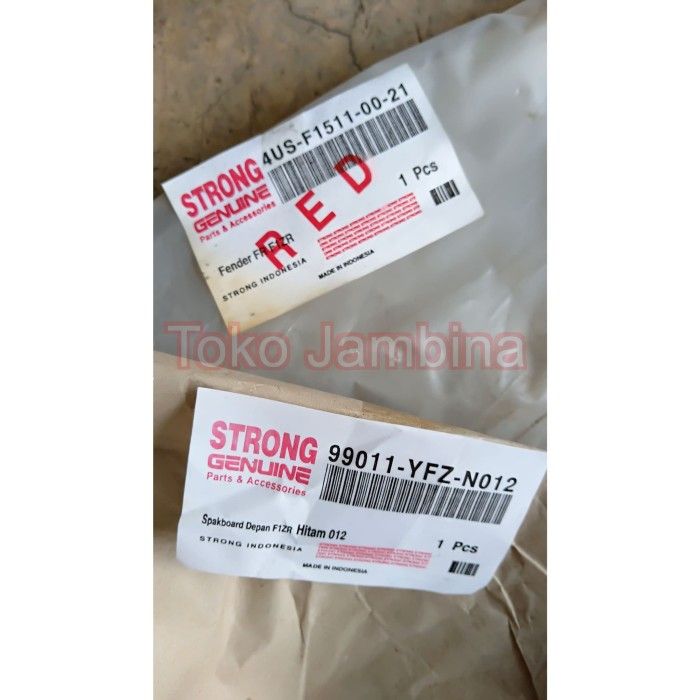 STRONG
GENUINE
Parts & Accessories
4US-F1511-00-21
RED
1 Pcs
Fender FR F1ZR
STRONG INDONESIA
MADE IN INDONESIA
Toko Jambina
STRONG
GENUINE
Parts & Accessories
99011-YFZ-N012
Spakboard Depan F1ZR Hitam 012
1 Pcs
STRONG INDONESIA
MADE IN INDONESIA